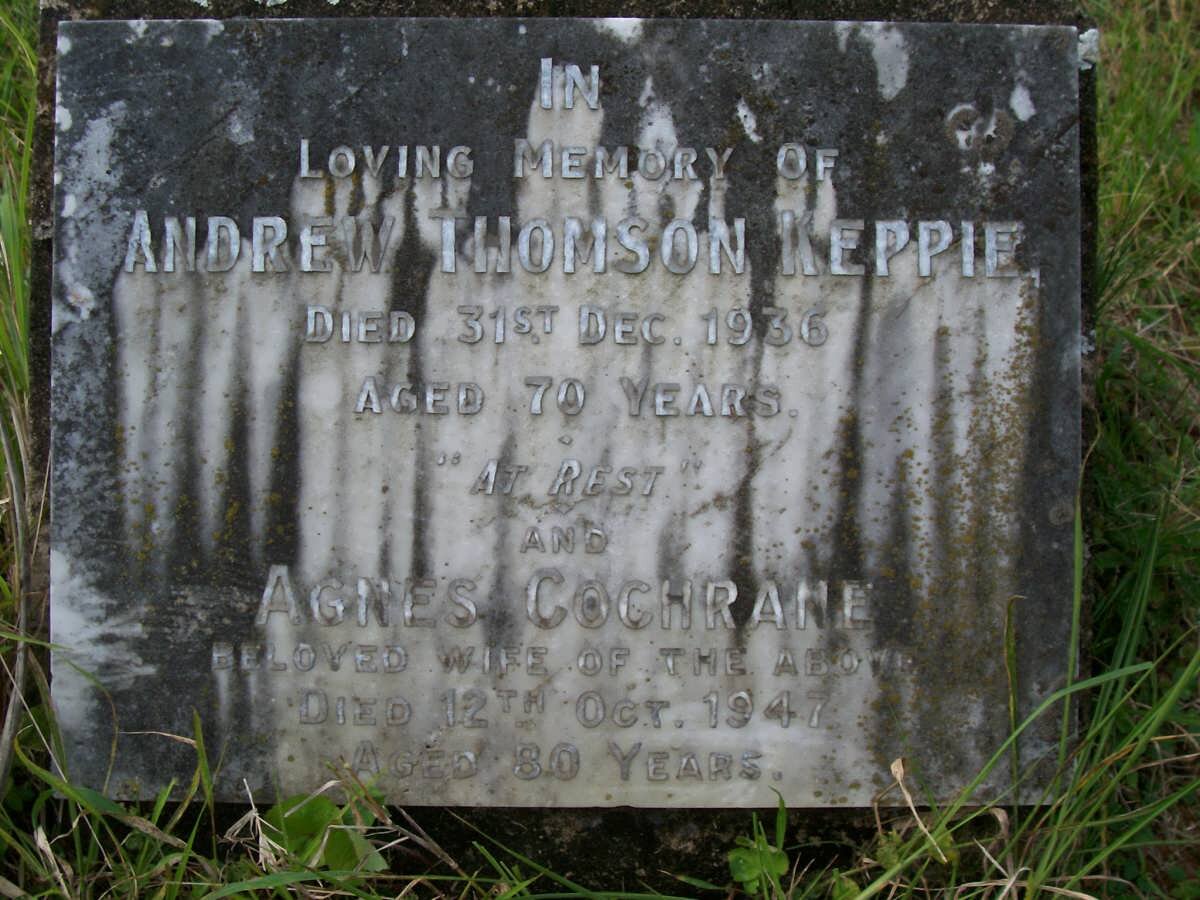 IN
LOVING MEMORY OF
ANDREW THOMSON KEPPIE,
DIED 31ST DEC. 1936
AGED 70 YEARS.
"AT REST"
AND
AGNES COCHRANE
BELOVED WIFE OF THE ABOVE
DIED 12TH OCT. 1947
AGED 80 YEARS.